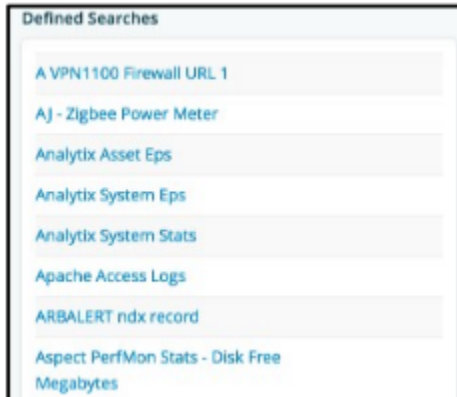 Defined Searches
A VPN1100 Firewall URL 1
AJ - Zigbee Power Meter
Analytix Asset Eps
Analytix System Eps
Analytix System Stats
Apache Access Logs
ARBALERT ndx record
Aspect PerfMon Stats - Disk Free
Megabytes